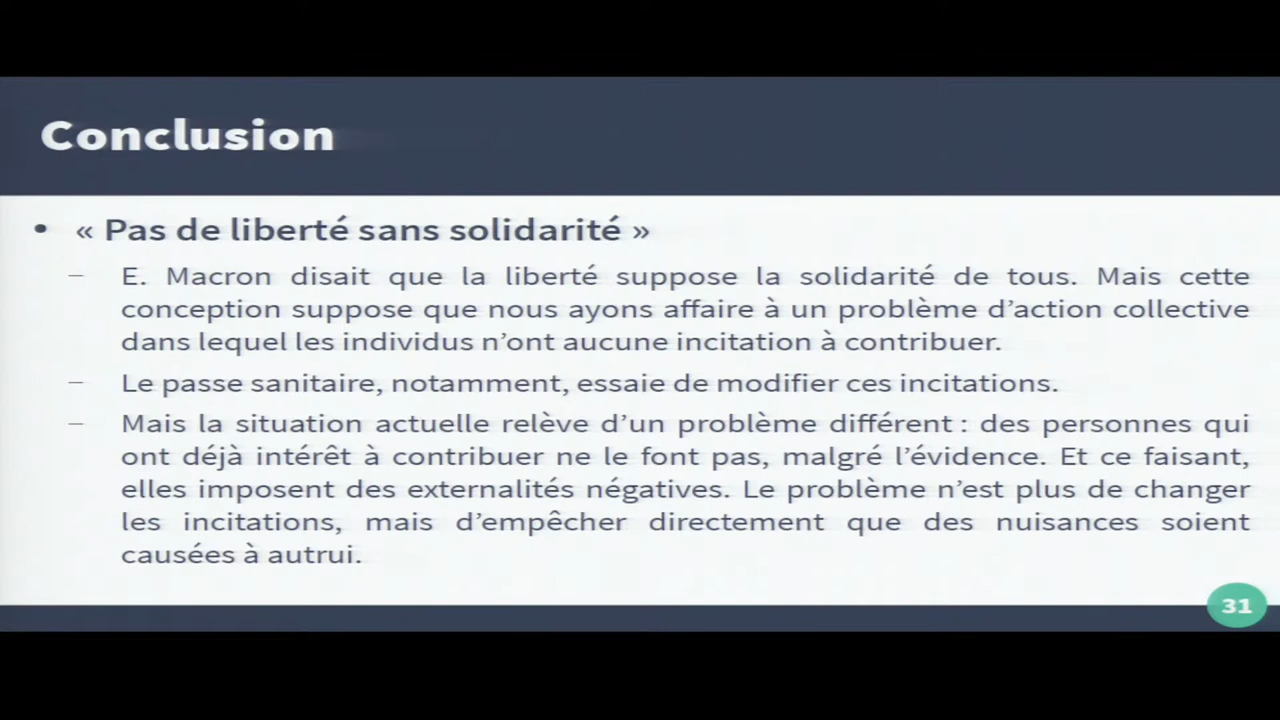 Conclusion
• « Pas de liberté sans solidarité »
– E. Macron disait que la liberté suppose la solidarité de tous. Mais cette
conception suppose que nous ayons affaire à un problème d’action collective
dans lequel les individus n’ont aucune incitation à contribuer.
– Le passe sanitaire, notamment, essaie de modifier ces incitations.
– Mais la situation actuelle relève d’un problème différent : des personnes qui
ont déjà intérêt à contribuer ne le font pas, malgré l’évidence. Et ce faisant,
elles imposent des externalités négatives. Le problème n’est plus de changer
les incitations, mais d’empêcher directement que des nuisances soient
causées à autrui.
31